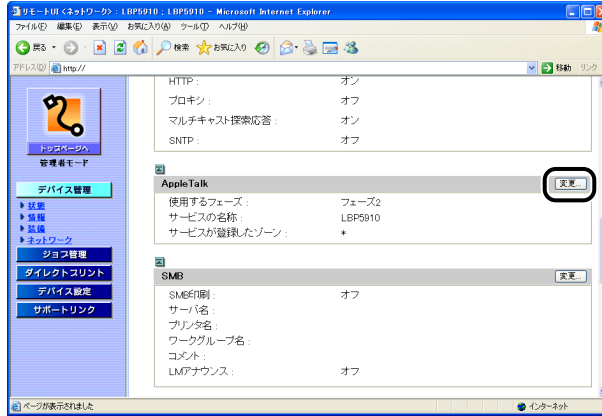 リモートUI <ネットワーク> : LBP5910 ; LBP5910 - Microsoft Internet Explorer
ファイル(F) 編集(E) 表示(V) お気に入り(A) ツール(T) ヘルプ(H)
戻る 検索 お気に入り
アドレス(D) http:// 移動 リンク
HTTP : オン
プロキシ : オフ
マルチキャスト探索応答 : オン
SNTP : オフ
トップページへ
管理者モード
デバイス管理
状態
情報
装備
ネットワーク
ジョブ管理
ダイレクトプリント
デバイス設定
サポートリンク
AppleTalk 変更...
使用するフェーズ : フェーズ2
サービスの名称 : LBP5910
サービスが登録したゾーン : *
SMB 変更...
SMB印刷 : オフ
サーバ名 :
プリンタ名 :
ワークグループ名 :
コメント :
LMアナウンス : オフ
ページが表示されました インターネット